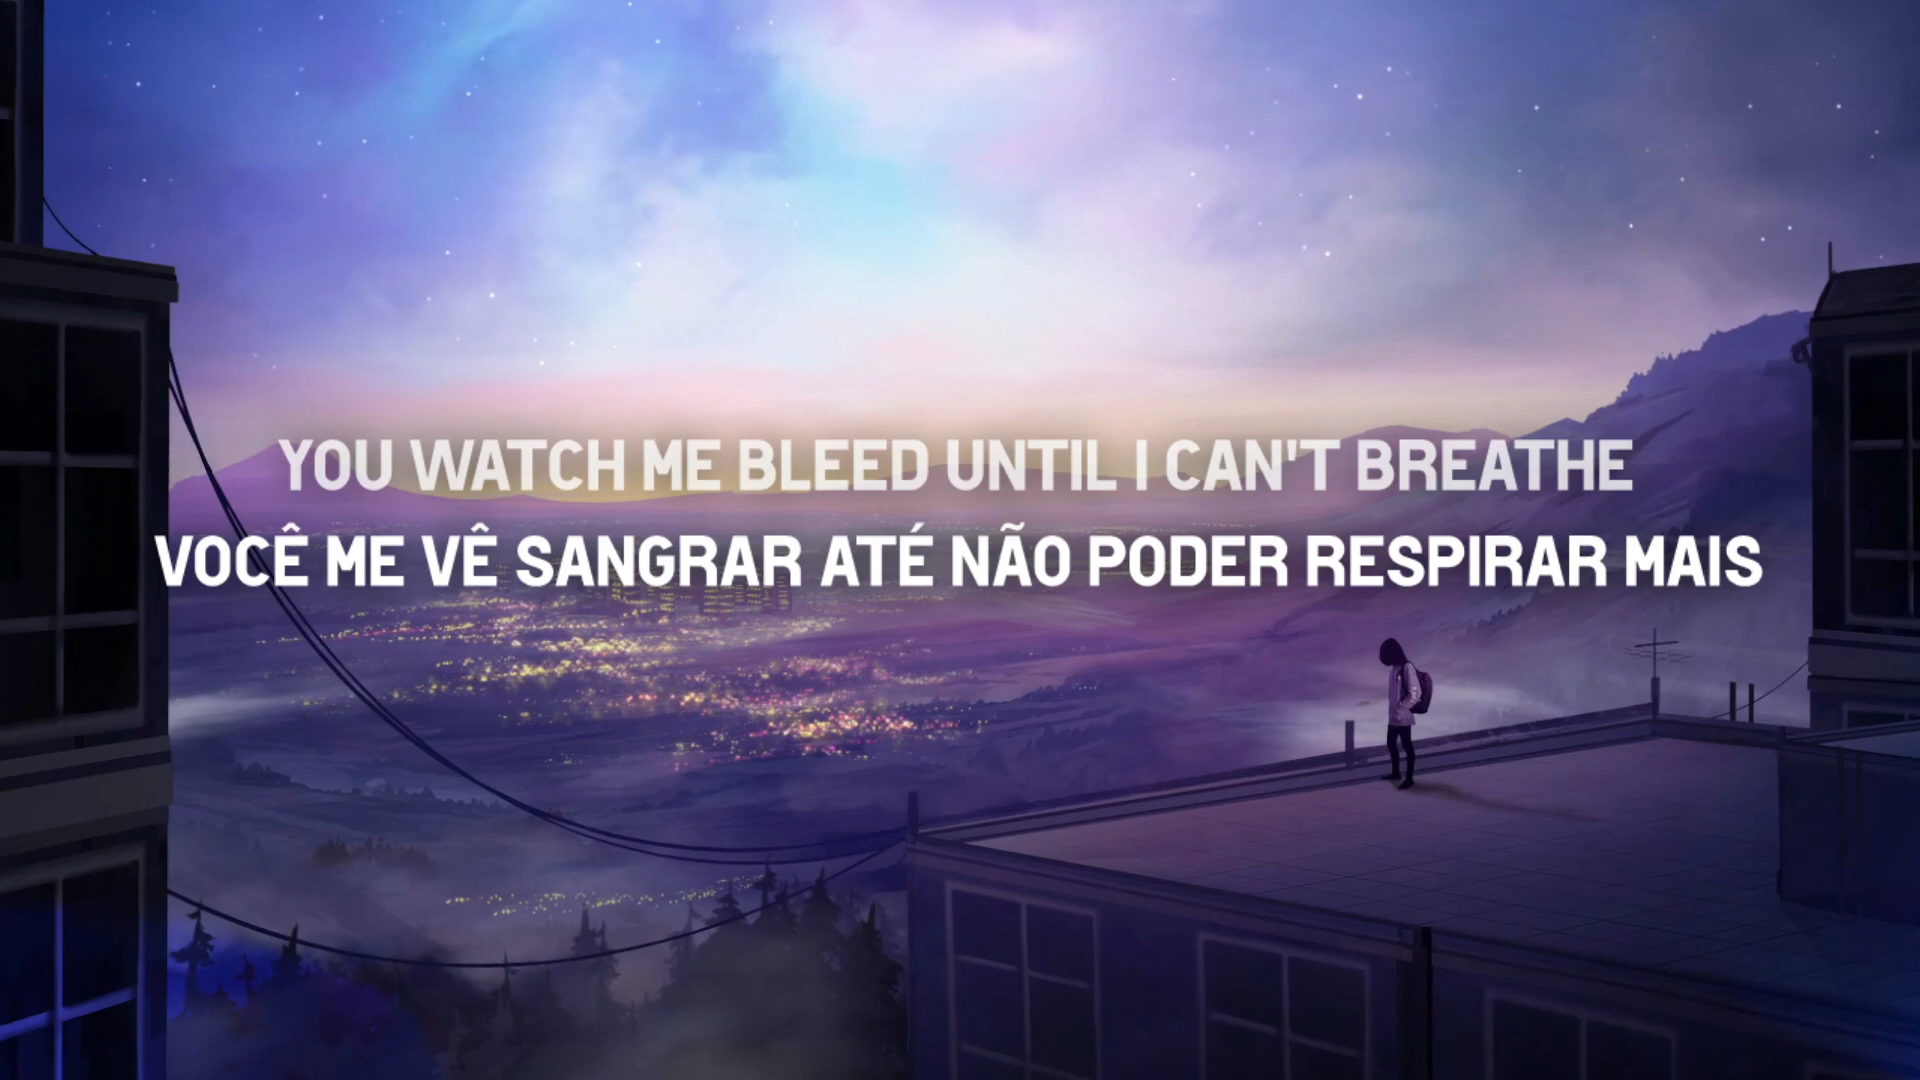 YOU WATCH ME BLEED UNTIL I CAN'T BREATHE
VOCÊ ME VÊ SANGRAR ATÉ NÃO PODER RESPIRAR MAIS